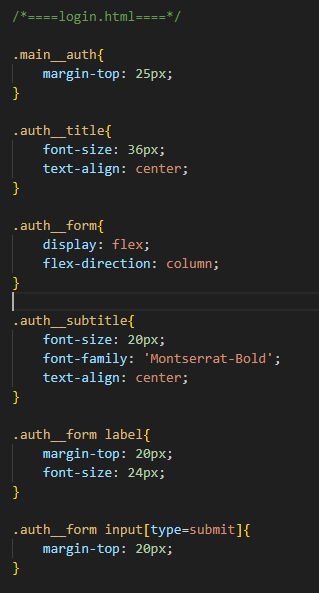 /*====login.html====*/
.main__auth{
margin-top: 25px;
}
.auth__title{
font-size: 36px;
text-align: center;
}
.auth__form{
display: flex;
flex-direction: column;
}
.auth__subtitle{
font-size: 20px;
font-family: 'Montserrat-Bold';
text-align: center;
}
.auth__form label{
margin-top: 20px;
font-size: 24px;
}
.auth__form input[type=submit]{
margin-top: 20px;
}